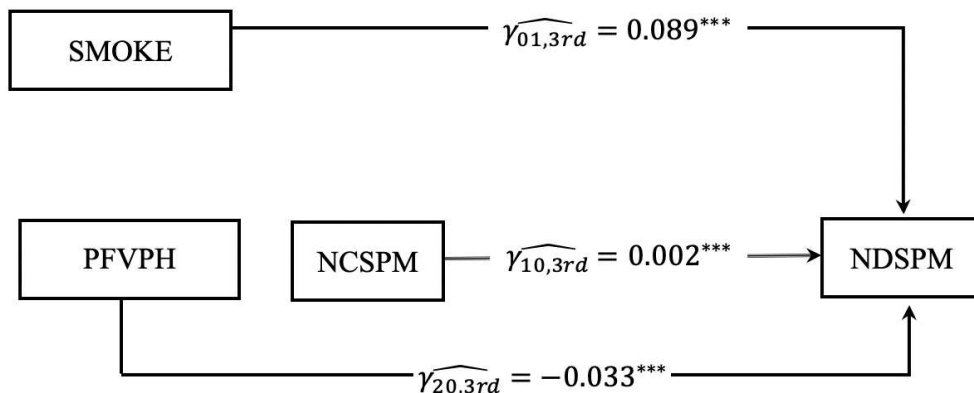 SMOKE
γ̂₀₁,₃rd = 0.089***
PFVPH
NCSPM
γ̂₁₀,₃rd = 0.002***
NDSPM
γ̂₂₀,₃rd = −0.033***